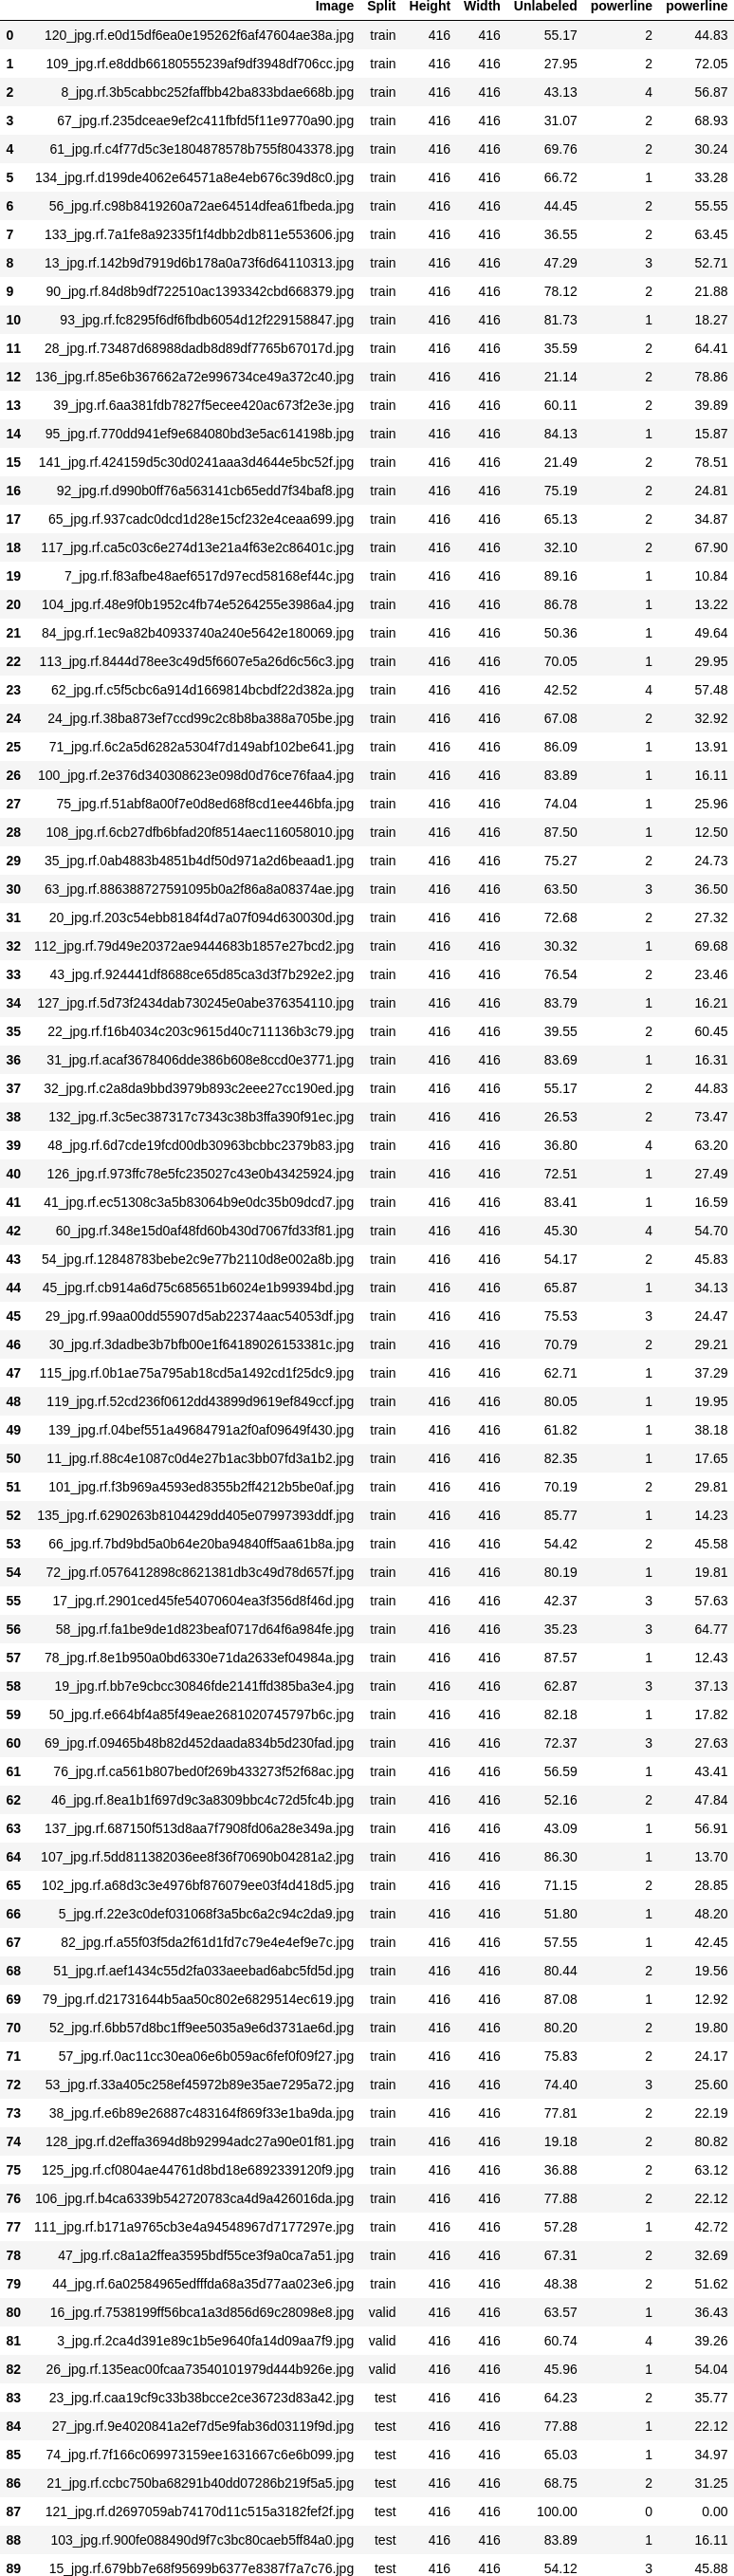 Image Split Height Width Unlabeled powerline powerline
0 120_jpg.rf.e0d15df6ea0e195262f6af47604ae38a.jpg train 416 416 55.17 2 44.83
1 109_jpg.rf.e8ddb66180555239af9df3948df706cc.jpg train 416 416 27.95 2 72.05
2 8_jpg.rf.3b5cabbc252faffbb42ba833bdae668b.jpg train 416 416 43.13 4 56.87
3 67_jpg.rf.235dceae9ef2c411fbfd5f11e9770a90.jpg train 416 416 31.07 2 68.93
4 61_jpg.rf.c4f77d5c3e1804878578b755f8043378.jpg train 416 416 69.76 2 30.24
5 134_jpg.rf.d199de4062e64571a8e4eb676c39d8c0.jpg train 416 416 66.72 1 33.28
6 56_jpg.rf.c98b8419260a72ae64514dfea61fbeda.jpg train 416 416 44.45 2 55.55
7 133_jpg.rf.7a1fe8a92335f1f4dbb2db811e553606.jpg train 416 416 36.55 2 63.45
8 13_jpg.rf.142b9d7919d6b178a0a73f6d64110313.jpg train 416 416 47.29 3 52.71
9 90_jpg.rf.84d8b9df722510ac1393342cbd668379.jpg train 416 416 78.12 2 21.88
10 93_jpg.rf.fc8295f6df6fbdb6054d12f229158847.jpg train 416 416 81.73 1 18.27
11 28_jpg.rf.73487d68988dadb8d89df7765b67017d.jpg train 416 416 35.59 2 64.41
12 136_jpg.rf.85e6b367662a72e996734ce49a372c40.jpg train 416 416 21.14 2 78.86
13 39_jpg.rf.6aa381fdb7827f5ecee420ac673f2e3e.jpg train 416 416 60.11 2 39.89
14 95_jpg.rf.770dd941ef9e684080bd3e5ac614198b.jpg train 416 416 84.13 1 15.87
15 141_jpg.rf.424159d5c30d0241aaa3d4644e5bc52f.jpg train 416 416 21.49 2 78.51
16 92_jpg.rf.d990b0ff76a563141cb65edd7f34baf8.jpg train 416 416 75.19 2 24.81
17 65_jpg.rf.937cadc0dcd1d28e15cf232e4ceaa699.jpg train 416 416 65.13 2 34.87
18 117_jpg.rf.ca5c03c6e274d13e21a4f63e2c86401c.jpg train 416 416 32.10 2 67.90
19 7_jpg.rf.f83afbe48aef6517d97ecd58168ef44c.jpg train 416 416 89.16 1 10.84
20 104_jpg.rf.48e9f0b1952c4fb74e5264255e3986a4.jpg train 416 416 86.78 1 13.22
21 84_jpg.rf.1ec9a82b40933740a240e5642e180069.jpg train 416 416 50.36 1 49.64
22 113_jpg.rf.8444d78ee3c49d5f6607e5a26d6c56c3.jpg train 416 416 70.05 1 29.95
23 62_jpg.rf.c5f5cbc6a914d1669814bcbdf22d382a.jpg train 416 416 42.52 4 57.48
24 24_jpg.rf.38ba873ef7ccd99c2c8b8ba388a705be.jpg train 416 416 67.08 2 32.92
25 71_jpg.rf.6c2a5d6282a5304f7d149abf102be641.jpg train 416 416 86.09 1 13.91
26 100_jpg.rf.2e376d340308623e098d0d76ce76faa4.jpg train 416 416 83.89 1 16.11
27 75_jpg.rf.51abf8a00f7e0d8ed68f8cd1ee446bfa.jpg train 416 416 74.04 1 25.96
28 108_jpg.rf.6cb27dfb6bfad20f8514aec116058010.jpg train 416 416 87.50 1 12.50
29 35_jpg.rf.0ab4883b4851b4df50d971a2d6beaad1.jpg train 416 416 75.27 2 24.73
30 63_jpg.rf.886388727591095b0a2f86a8a08374ae.jpg train 416 416 63.50 3 36.50
31 20_jpg.rf.203c54ebb8184f4d7a07f094d630030d.jpg train 416 416 72.68 2 27.32
32 112_jpg.rf.79d49e20372ae9444683b1857e27bcd2.jpg train 416 416 30.32 1 69.68
33 43_jpg.rf.924441df8688ce65d85ca3d3f7b292e2.jpg train 416 416 76.54 2 23.46
34 127_jpg.rf.5d73f2434dab730245e0abe376354110.jpg train 416 416 83.79 1 16.21
35 22_jpg.rf.f16b4034c203c9615d40c711136b3c79.jpg train 416 416 39.55 2 60.45
36 31_jpg.rf.acaf3678406dde386b608e8ccd0e3771.jpg train 416 416 83.69 1 16.31
37 32_jpg.rf.c2a8da9bbd3979b893c2eee27cc190ed.jpg train 416 416 55.17 2 44.83
38 132_jpg.rf.3c5ec387317c7343c38b3ffa390f91ec.jpg train 416 416 26.53 2 73.47
39 48_jpg.rf.6d7cde19fcd00db30963bcbbc2379b83.jpg train 416 416 36.80 4 63.20
40 126_jpg.rf.973ffc78e5fc235027c43e0b43425924.jpg train 416 416 72.51 1 27.49
41 41_jpg.rf.ec51308c3a5b83064b9e0dc35b09dcd7.jpg train 416 416 83.41 1 16.59
42 60_jpg.rf.348e15d0af48fd60b430d7067fd33f81.jpg train 416 416 45.30 4 54.70
43 54_jpg.rf.12848783bebe2c9e77b2110d8e002a8b.jpg train 416 416 54.17 2 45.83
44 45_jpg.rf.cb914a6d75c685651b6024e1b99394bd.jpg train 416 416 65.87 1 34.13
45 29_jpg.rf.99aa00dd55907d5ab22374aac54053df.jpg train 416 416 75.53 3 24.47
46 30_jpg.rf.3dadbe3b7bfb00e1f64189026153381c.jpg train 416 416 70.79 2 29.21
47 115_jpg.rf.0b1ae75a795ab18cd5a1492cd1f25dc9.jpg train 416 416 62.71 1 37.29
48 119_jpg.rf.52cd236f0612dd43899d9619ef849ccf.jpg train 416 416 80.05 1 19.95
49 139_jpg.rf.04bef551a49684791a2f0af09649f430.jpg train 416 416 61.82 1 38.18
50 11_jpg.rf.88c4e1087c0d4e27b1ac3bb07fd3a1b2.jpg train 416 416 82.35 1 17.65
51 101_jpg.rf.f3b969a4593ed8355b2ff4212b5be0af.jpg train 416 416 70.19 2 29.81
52 135_jpg.rf.6290263b8104429dd405e07997393ddf.jpg train 416 416 85.77 1 14.23
53 66_jpg.rf.7bd9bd5a0b64e20ba94840ff5aa61b8a.jpg train 416 416 54.42 2 45.58
54 72_jpg.rf.0576412898c8621381db3c49d78d657f.jpg train 416 416 80.19 1 19.81
55 17_jpg.rf.2901ced45fe54070604ea3f356d8f46d.jpg train 416 416 42.37 3 57.63
56 58_jpg.rf.fa1be9de1d823beaf0717d64f6a984fe.jpg train 416 416 35.23 3 64.77
57 78_jpg.rf.8e1b950a0bd6330e71da2633ef04984a.jpg train 416 416 87.57 1 12.43
58 19_jpg.rf.bb7e9cbcc30846fde2141ffd385ba3e4.jpg train 416 416 62.87 3 37.13
59 50_jpg.rf.e664bf4a85f49eae2681020745797b6c.jpg train 416 416 82.18 1 17.82
60 69_jpg.rf.09465b48b82d452daada834b5d230fad.jpg train 416 416 72.37 3 27.63
61 76_jpg.rf.ca561b807bed0f269b433273f52f68ac.jpg train 416 416 56.59 1 43.41
62 46_jpg.rf.8ea1b1f697d9c3a8309bbc4c72d5fc4b.jpg train 416 416 52.16 2 47.84
63 137_jpg.rf.687150f513d8aa7f7908fd06a28e349a.jpg train 416 416 43.09 1 56.91
64 107_jpg.rf.5dd811382036ee8f36f70690b04281a2.jpg train 416 416 86.30 1 13.70
65 102_jpg.rf.a68d3c3e4976bf876079ee03f4d418d5.jpg train 416 416 71.15 2 28.85
66 5_jpg.rf.22e3c0def031068f3a5bc6a2c94c2da9.jpg train 416 416 51.80 1 48.20
67 82_jpg.rf.a55f03f5da2f61d1fd7c79e4e4ef9e7c.jpg train 416 416 57.55 1 42.45
68 51_jpg.rf.aef1434c55d2fa033aeebad6abc5fd5d.jpg train 416 416 80.44 2 19.56
69 79_jpg.rf.d21731644b5aa50c802e6829514ec619.jpg train 416 416 87.08 1 12.92
70 52_jpg.rf.6bb57d8bc1ff9ee5035a9e6d3731ae6d.jpg train 416 416 80.20 2 19.80
71 57_jpg.rf.0ac11cc30ea06e6b059ac6fef0f09f27.jpg train 416 416 75.83 2 24.17
72 53_jpg.rf.33a405c258ef45972b89e35ae7295a72.jpg train 416 416 74.40 3 25.60
73 38_jpg.rf.e6b89e26887c483164f869f33e1ba9da.jpg train 416 416 77.81 2 22.19
74 128_jpg.rf.d2effa3694d8b92994adc27a90e01f81.jpg train 416 416 19.18 2 80.82
75 125_jpg.rf.cf0804ae44761d8bd18e6892339120f9.jpg train 416 416 36.88 2 63.12
76 106_jpg.rf.b4ca6339b542720783ca4d9a426016da.jpg train 416 416 77.88 2 22.12
77 111_jpg.rf.b171a9765cb3e4a94548967d7177297e.jpg train 416 416 57.28 1 42.72
78 47_jpg.rf.c8a1a2ffea3595bdf55ce3f9a0ca7a51.jpg train 416 416 67.31 2 32.69
79 44_jpg.rf.6a02584965edfffda68a35d77aa023e6.jpg train 416 416 48.38 2 51.62
80 16_jpg.rf.7538199ff56bca1a3d856d69c28098e8.jpg valid 416 416 63.57 1 36.43
81 3_jpg.rf.2ca4d391e89c1b5e9640fa14d09aa7f9.jpg valid 416 416 60.74 4 39.26
82 26_jpg.rf.135eac00fcaa73540101979d444b926e.jpg valid 416 416 45.96 1 54.04
83 23_jpg.rf.caa19cf9c33b38bcce2ce36723d83a42.jpg test 416 416 64.23 2 35.77
84 27_jpg.rf.9e4020841a2ef7d5e9fab36d03119f9d.jpg test 416 416 77.88 1 22.12
85 74_jpg.rf.7f166c069973159ee1631667c6e6b099.jpg test 416 416 65.03 1 34.97
86 21_jpg.rf.ccbc750ba68291b40dd07286b219f5a5.jpg test 416 416 68.75 2 31.25
87 121_jpg.rf.d2697059ab74170d11c515a3182fef2f.jpg test 416 416 100.00 0 0.00
88 103_jpg.rf.900fe088490d9f7c3bc80caeb5ff84a0.jpg test 416 416 83.89 1 16.11
89 15_jpg.rf.679bb7e68f95699b6377e8387f7a7c76.jpg test 416 416 54.12 3 45.88